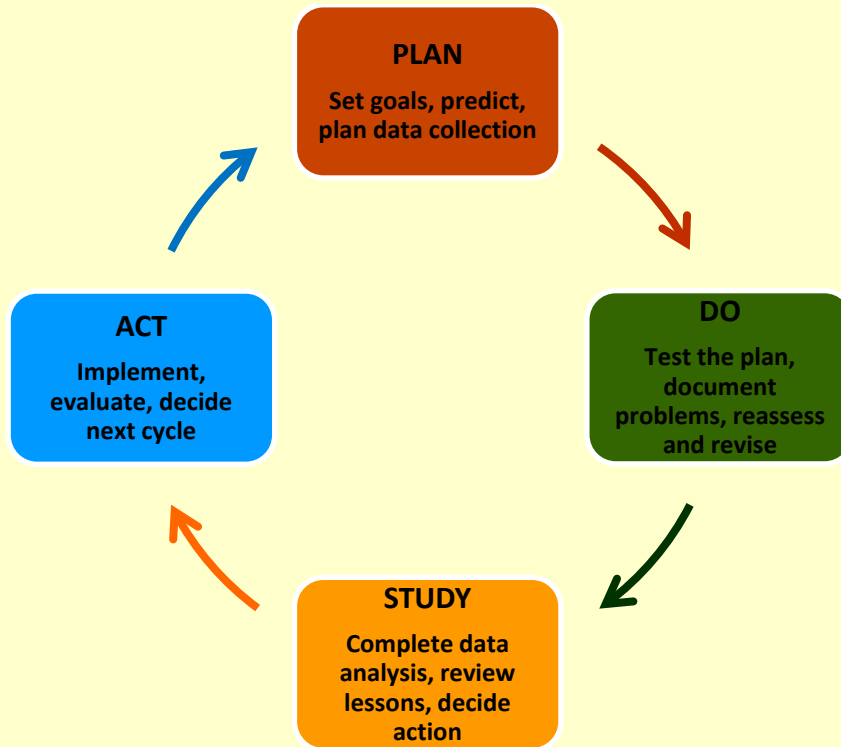 PLAN
Set goals, predict,
plan data collection
ACT
Implement,
evaluate, decide
next cycle
DO
Test the plan,
document
problems, reassess
and revise
STUDY
Complete data
analysis, review
lessons, decide
action